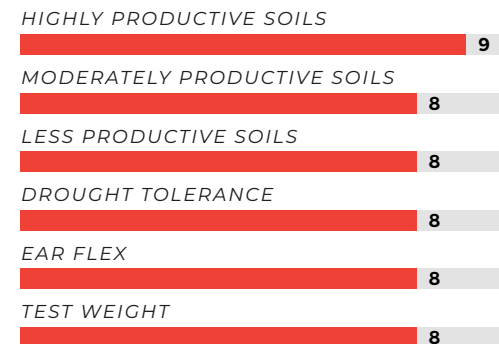 HIGHLY PRODUCTIVE SOILS
9
MODERATELY PRODUCTIVE SOILS
8
LESS PRODUCTIVE SOILS
8
DROUGHT TOLERANCE
8
EAR FLEX
8
TEST WEIGHT
8